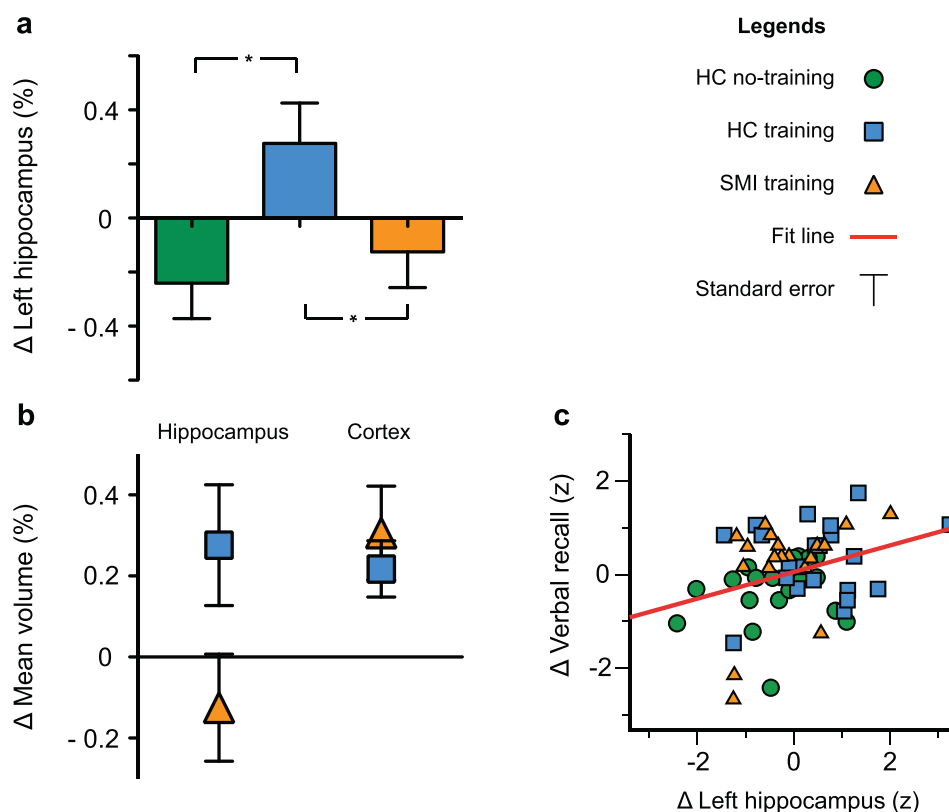 a
Δ Left hippocampus (%)
0.4
0
- 0.4
*
*
Legends
HC no-training
HC training
SMI training
Fit line
Standard error
b
Δ Mean volume (%)
Hippocampus
Cortex
0.4
0.2
0
- 0.2
c
Δ Verbal recall (z)
2
0
-2
-2
0
2
Δ Left hippocampus (z)